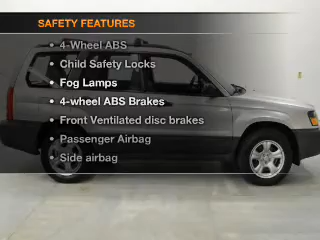 SAFETY FEATURES
• 4-Wheel ABS
• Child Safety Locks
• Fog Lamps
• 4-wheel ABS Brakes
• Front Ventilated disc brakes
• Passenger Airbag
• Side airbag